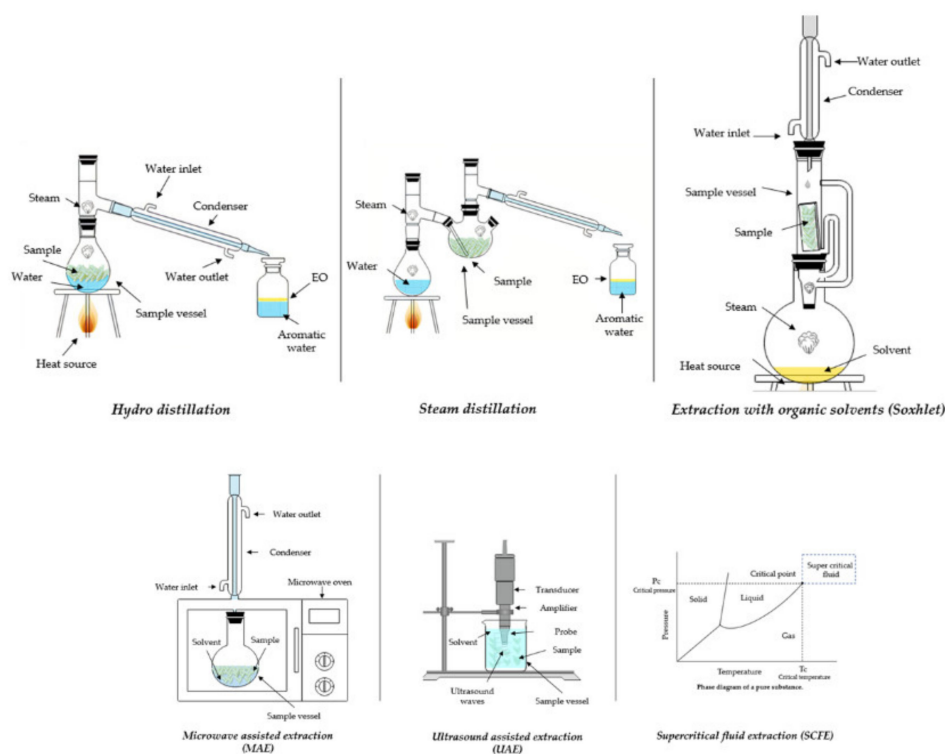 Water inlet
Steam
Condenser
Sample
Water
Water outlet
EO
Sample vessel
Aromatic
water
Heat source
Hydro distillation
Steam
Water
Sample
Sample vessel
EO
Aromatic
water
Steam distillation
Water outlet
Condenser
Water inlet
Sample vessel
Sample
Steam
Solvent
Heat source
Extraction with organic solvents (Soxhlet)
Water outlet
Condenser
Water inlet
Microwave oven
Solvent
Sample
Sample vessel
Microwave assisted extraction
(MAE)
Transducer
Amplifier
Solvent
Probe
Sample
Ultrasound
waves
Sample vessel
Ultrasound assisted extraction
(UAE)
Pc
Critical pressure
Critical point
Super critical
fluid
Solid
Liquid
Gas
Pressure
Temperature
Tc
Critical temperature
Phase diagram of a pure substance.
Supercritical fluid extraction (SCFE)